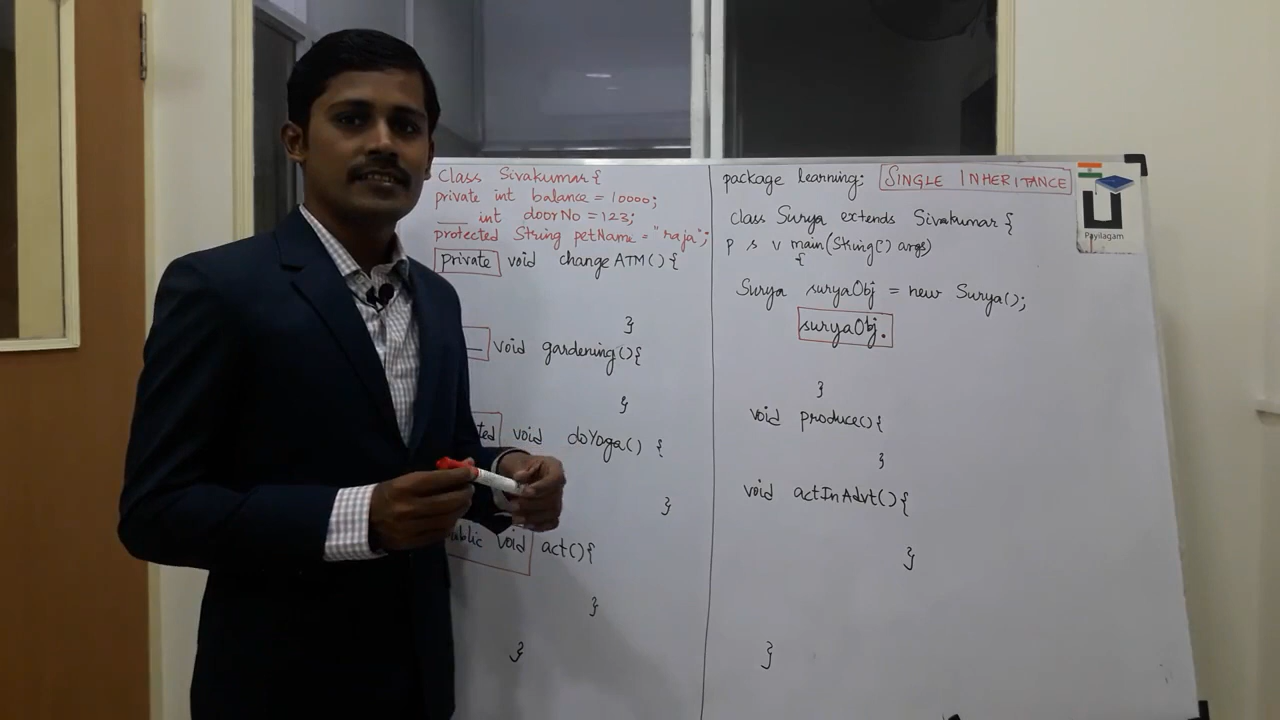 Class Sivakumar{
private int balance = 10000;
___ int doorNo = 123;
protected String petName = "raja";
private void changeATM(){
}
void gardening(){
}
ted void doYoga() {
}
public void act(){
}
}
package learning; SINGLE INHERITANCE
class Surya extends Sivakumar {
p s v main(String[] args)
{
Surya suryaObj = new Surya();
suryaObj.
}
void produce(){
}
void actInAdvt(){
}
}
Payilagam